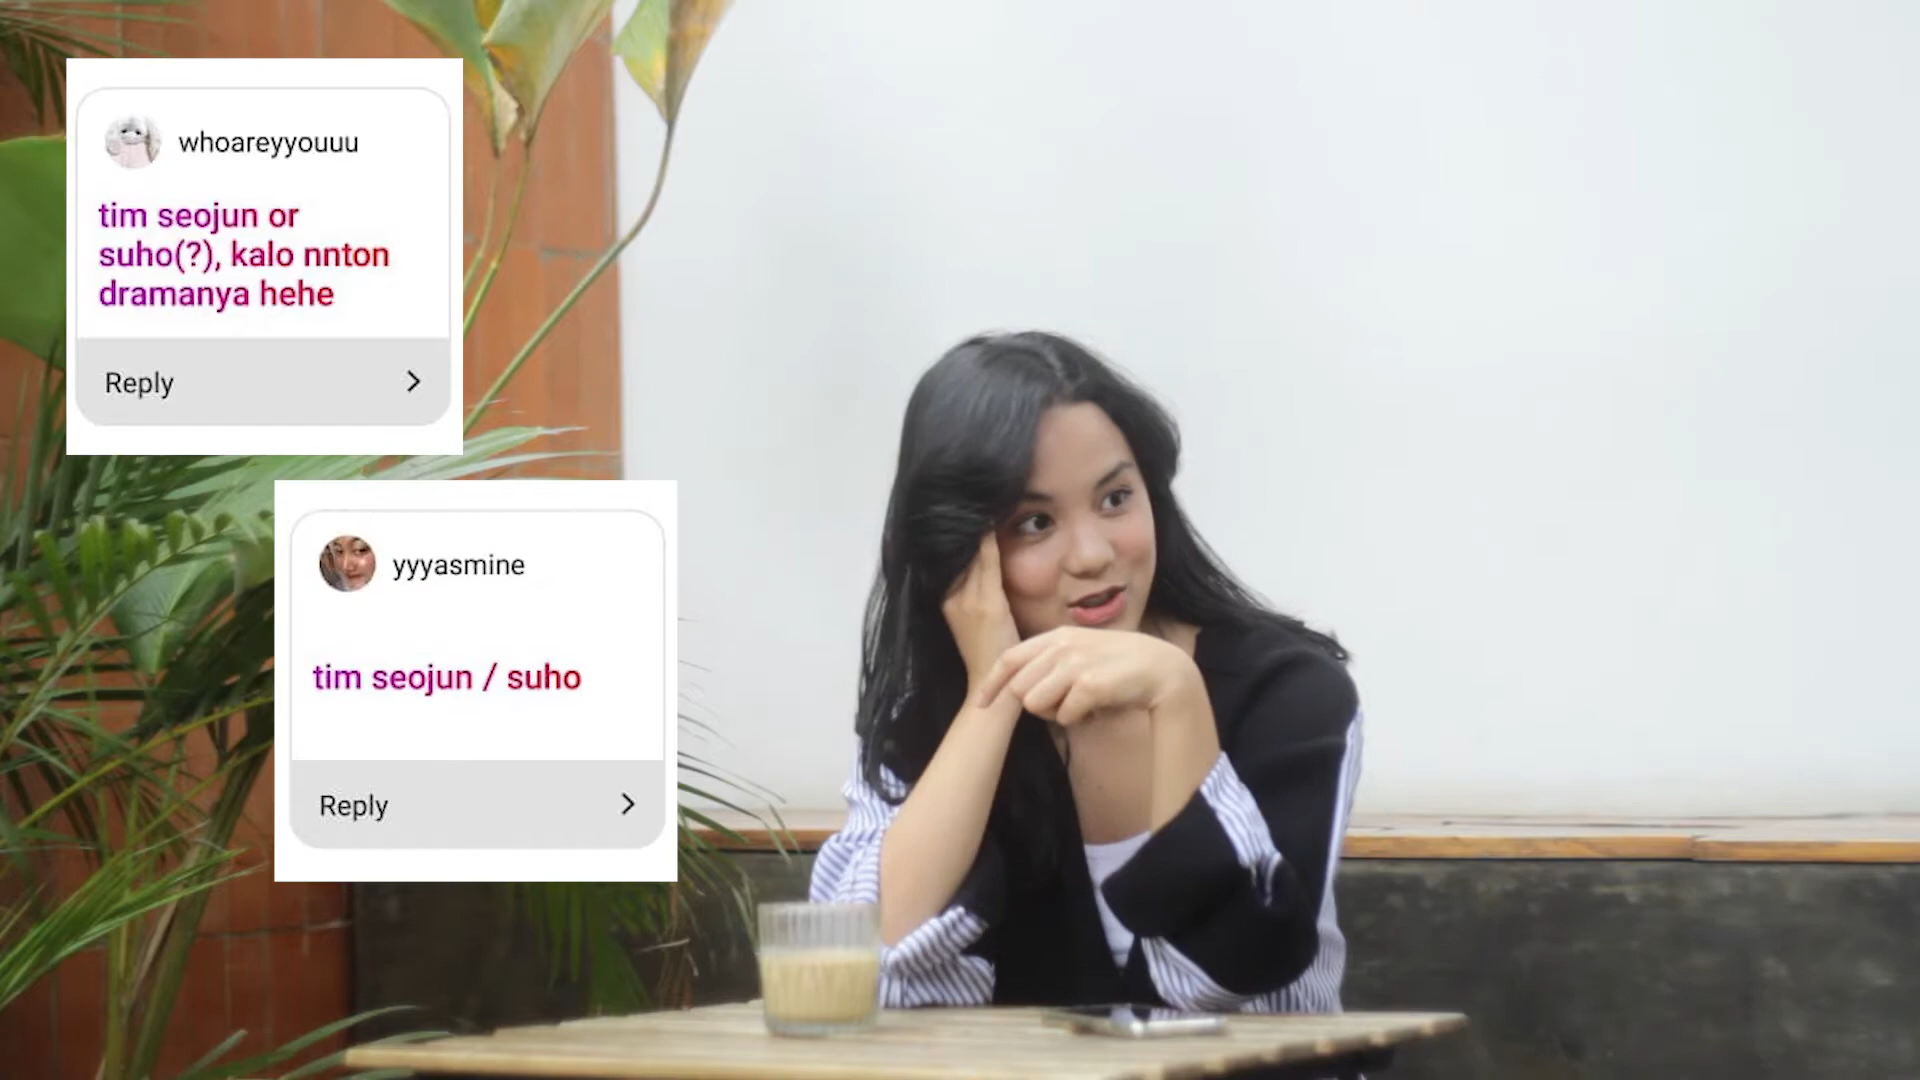 whoareyyouuu
tim seojun or
suho(?), kalo nnton
dramanya hehe
Reply
yyyasmine
tim seojun / suho
Reply